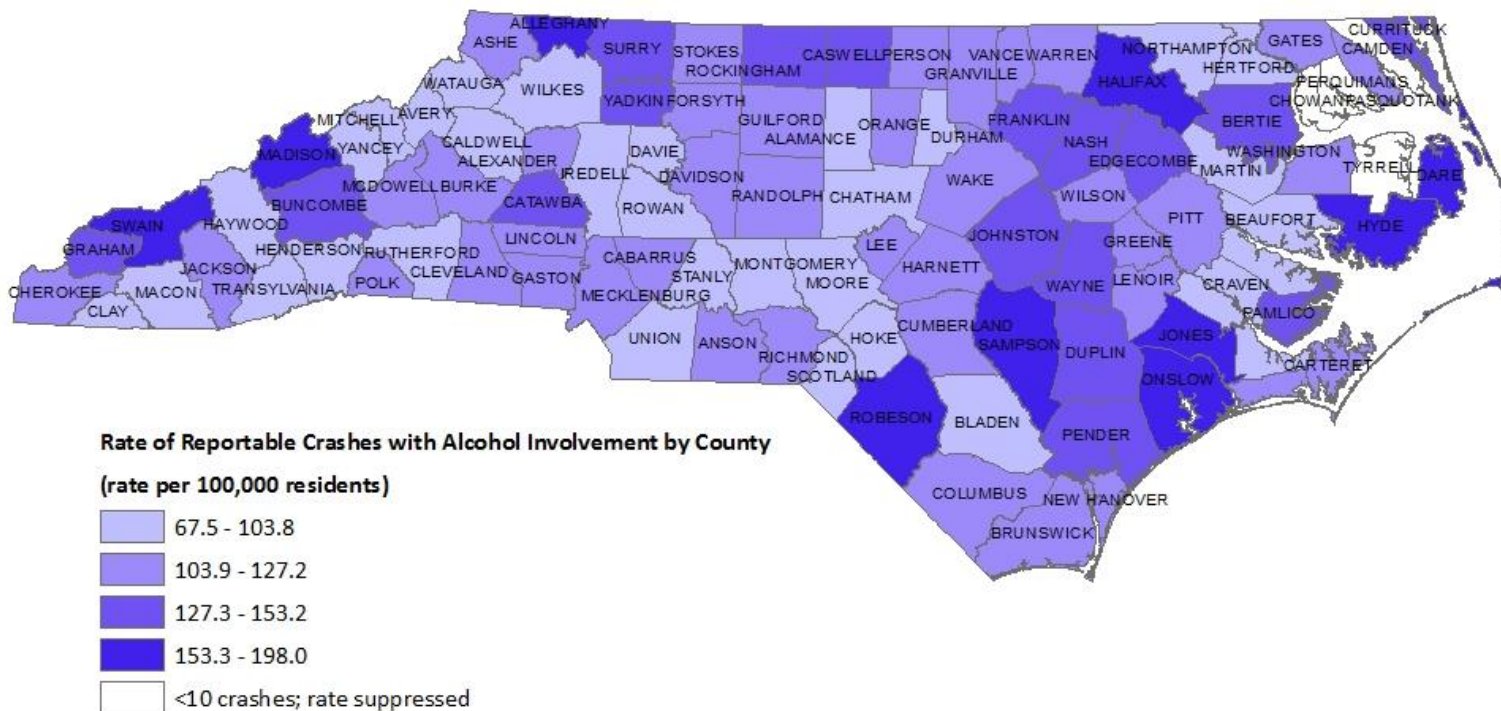 ALLEGHANY
ASHE
SURRY
STOKES
ROCKINGHAM
CASWELL
PERSON
GRANVILLE
VANCE
WARREN
NORTHAMPTON
GATES
CURRITUCK
CAMDEN
HERTFORD
HALIFAX
PERQUIMANS
CHOWAN
PASQUOTANK
WATAUGA
WILKES
YADKIN
FORSYTH
GUILFORD
ALAMANCE
ORANGE
DURHAM
FRANKLIN
NASH
EDGECOMBE
BERTIE
MARTIN
WASHINGTON
TYRRELL
DARE
MITCHELL
AVERY
YANCEY
CALDWELL
ALEXANDER
MADISON
MCDOWELL
BURKE
IREDELL
DAVIE
DAVIDSON
RANDOLPH
CHATHAM
WAKE
WILSON
PITT
BEAUFORT
HYDE
SWAIN
HAYWOOD
BUNCOMBE
CATAWBA
ROWAN
LINCOLN
GRAHAM
JACKSON
HENDERSON
RUTHERFORD
CLEVELAND
GASTON
CABARRUS
STANLY
MONTGOMERY
MOORE
LEE
HARNETT
JOHNSTON
GREENE
LENOIR
WAYNE
CRAVEN
PAMLICO
CHEROKEE
CLAY
MACON
TRANSYLVANIA
POLK
MECKLENBURG
UNION
ANSON
RICHMOND
SCOTLAND
HOKE
CUMBERLAND
SAMPSON
DUPLIN
JONES
ONSLOW
CARTERET
ROBESON
BLADEN
PENDER
COLUMBUS
NEW HANOVER
BRUNSWICK
Rate of Reportable Crashes with Alcohol Involvement by County
(rate per 100,000 residents)
67.5 - 103.8
103.9 - 127.2
127.3 - 153.2
153.3 - 198.0
<10 crashes; rate suppressed